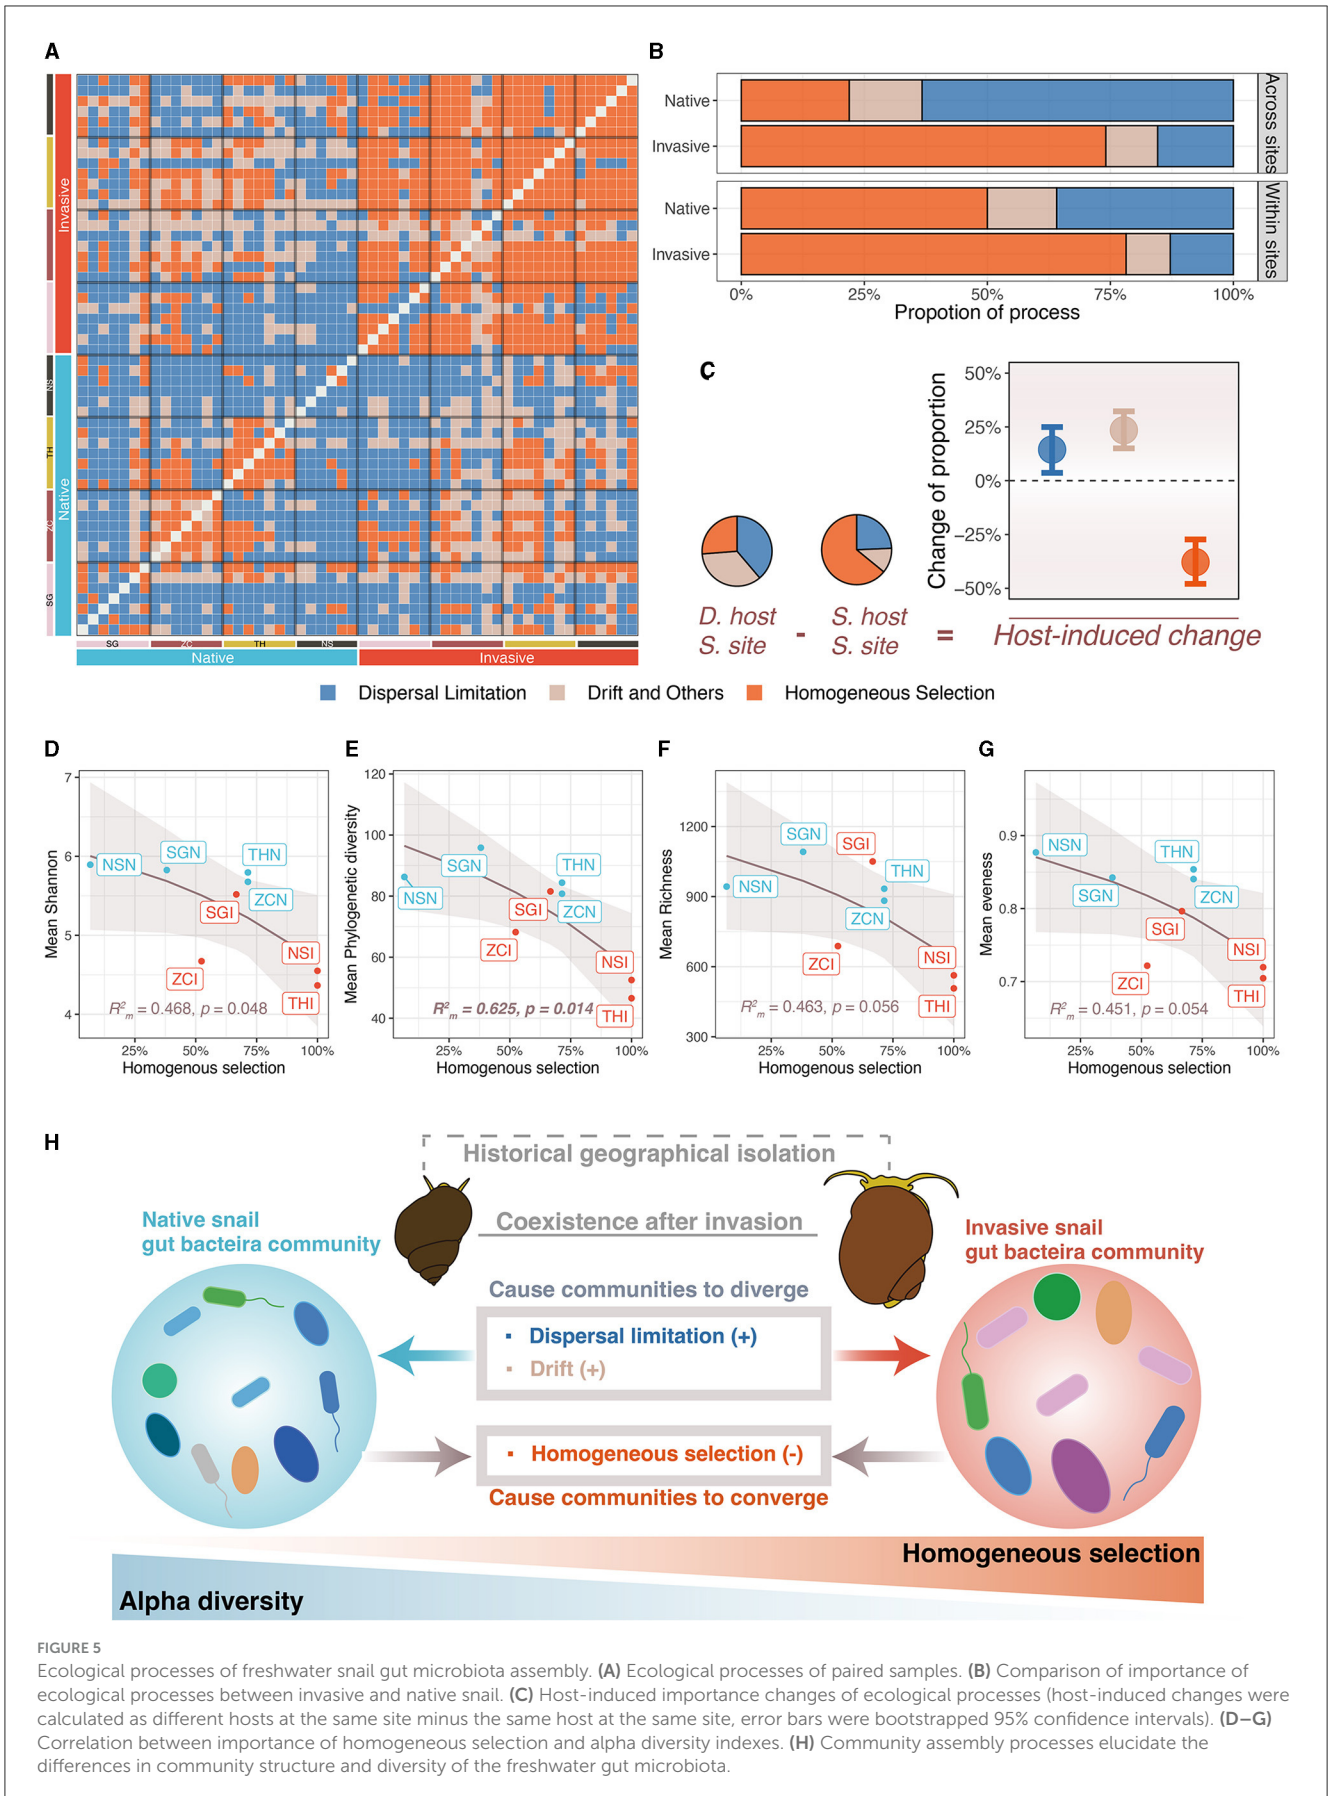 A
Invasive
Native
NS
TH
ZC
SG
SG
ZC
TH
NS
Native
Invasive
B
Native
Invasive
Across sites
Native
Invasive
Within sites
0%
25%
50%
75%
100%
Propotion of process
C
Change of proportion
50%
25%
0%
−25%
−50%
D. host
S. site
-
S. host
S. site
=
Host-induced change
Dispersal Limitation
Drift and Others
Homogeneous Selection
D
Mean Shannon
7
6
5
4
NSN
SGN
THN
ZCN
SGI
ZCI
NSI
THI
R²m = 0.468, p = 0.048
25%
50%
75%
100%
Homogenous selection
E
Mean Phylogenetic diversity
120
100
80
60
40
SGN
NSN
THN
ZCN
SGI
ZCI
NSI
THI
R²m = 0.625, p = 0.014
25%
50%
75%
100%
Homogenous selection
F
Mean Richness
1200
900
600
300
SGN
SGI
NSN
THN
ZCN
ZCI
NSI
THI
R²m = 0.463, p = 0.056
25%
50%
75%
100%
Homogenous selection
G
Mean eveness
0.9
0.8
0.7
NSN
THN
SGN
ZCN
SGI
ZCI
NSI
THI
R²m = 0.451, p = 0.054
25%
50%
75%
100%
Homogenous selection
H
Historical geographical isolation
Coexistence after invasion
Native snail
gut bacteira community
Invasive snail
gut bacteira community
Cause communities to diverge
▪ Dispersal limitation (+)
▪ Drift (+)
▪ Homogeneous selection (-)
Cause communities to converge
Homogeneous selection
Alpha diversity
FIGURE 5
Ecological processes of freshwater snail gut microbiota assembly. (A) Ecological processes of paired samples. (B) Comparison of importance of
ecological processes between invasive and native snail. (C) Host-induced importance changes of ecological processes (host-induced changes were
calculated as different hosts at the same site minus the same host at the same site, error bars were bootstrapped 95% confidence intervals). (D–G)
Correlation between importance of homogeneous selection and alpha diversity indexes. (H) Community assembly processes elucidate the
differences in community structure and diversity of the freshwater gut microbiota.